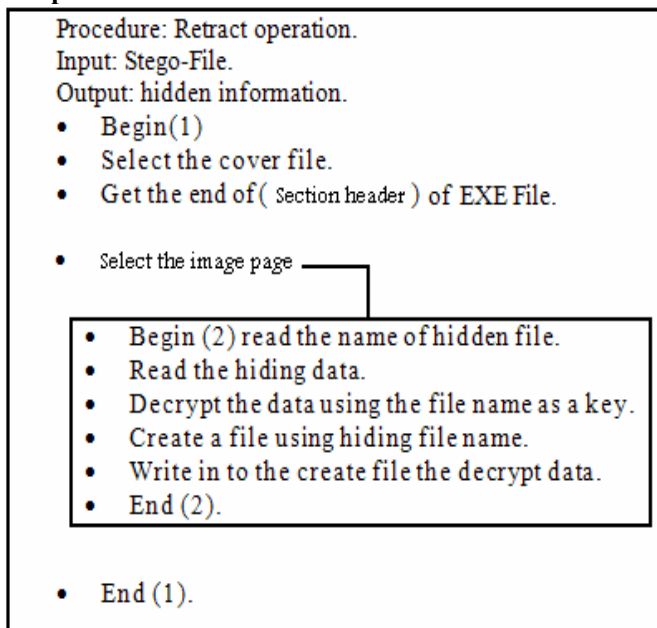 Procedure: Retract operation.
Input: Stego-File.
Output: hidden information.
• Begin(1)
• Select the cover file.
• Get the end of ( Section header ) of EXE File.
• Select the image page
• Begin (2) read the name of hidden file.
• Read the hiding data.
• Decrypt the data using the file name as a key.
• Create a file using hiding file name.
• Write in to the create file the decrypt data.
• End (2).
• End (1).